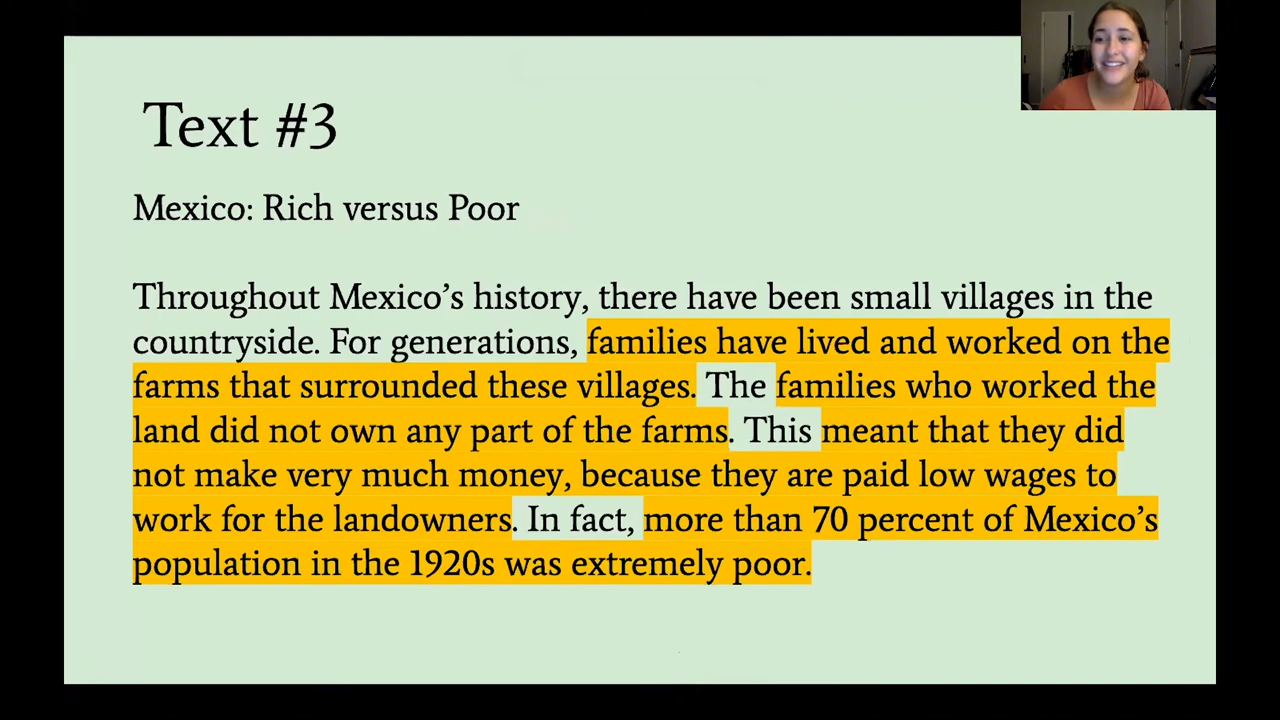 Text #3
Mexico: Rich versus Poor
Throughout Mexico’s history, there have been small villages in the
countryside. For generations, families have lived and worked on the
farms that surrounded these villages. The families who worked the
land did not own any part of the farms. This meant that they did
not make very much money, because they are paid low wages to
work for the landowners. In fact, more than 70 percent of Mexico’s
population in the 1920s was extremely poor.